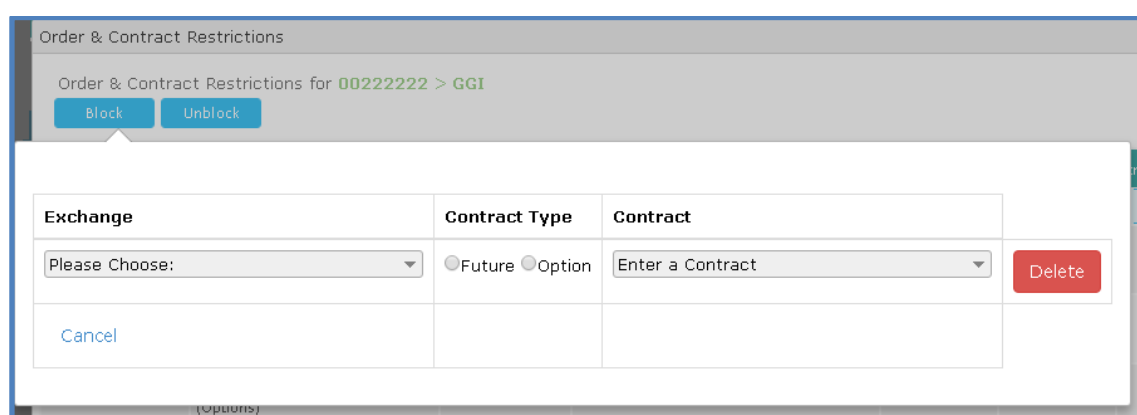 Order & Contract Restrictions
Order & Contract Restrictions for 00222222 > GGI
Block Unblock
Exchange Contract Type Contract
Please Choose: Future Option Enter a Contract Delete
Cancel
(Options)